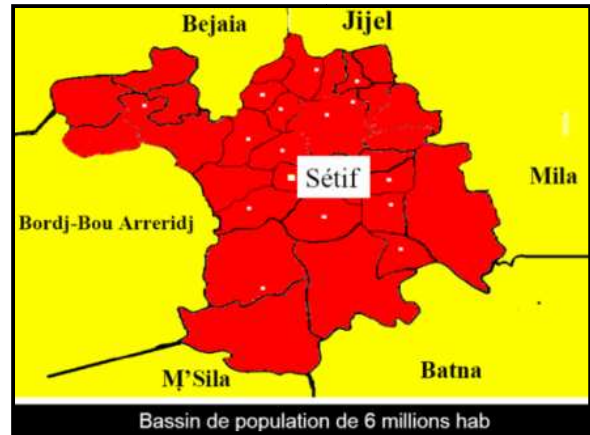 Bejaia
Jijel
Sétif
Mila
Bordj-Bou Arreridj
M'Sila
Batna
Bassin de population de 6 millions hab